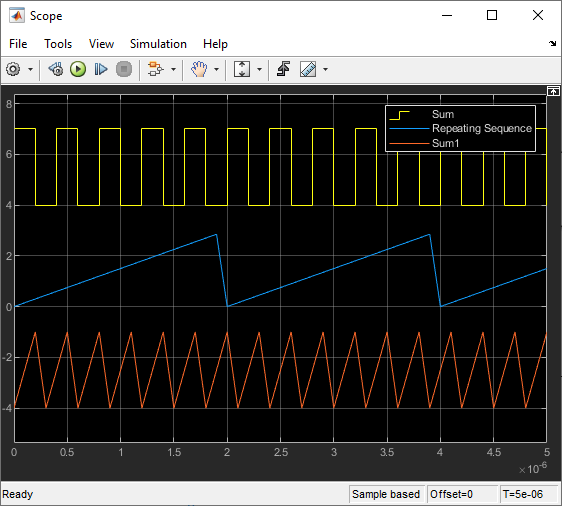 Scope
File Tools View Simulation Help
Sum
Repeating Sequence
Sum1
8
6
4
2
0
-2
-4
0 0.5 1 1.5 2 2.5 3 3.5 4 4.5 5
×10-6
Ready Sample based Offset=0 T=5e-06